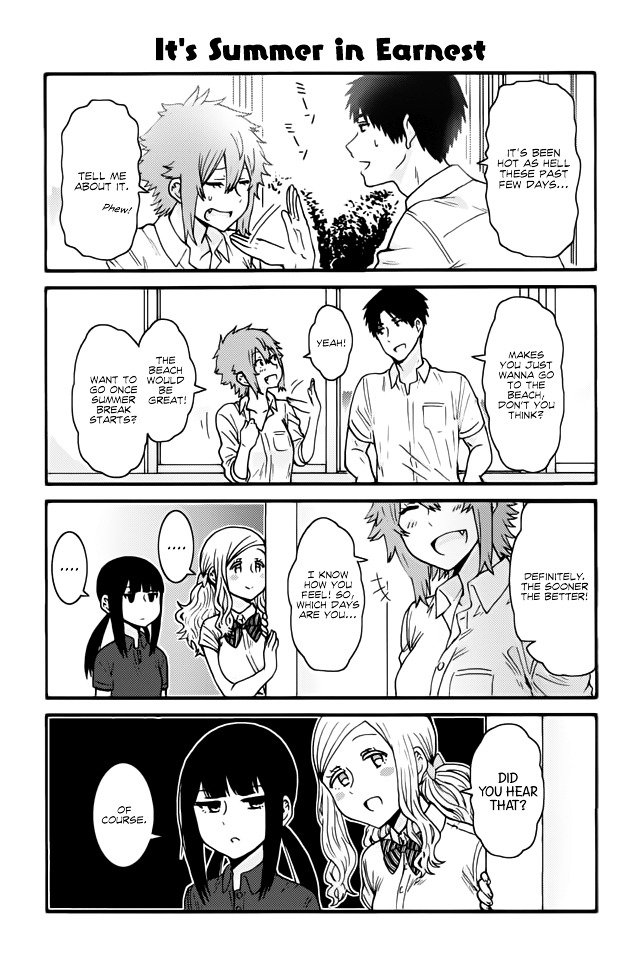 It's Summer in Earnest
IT'S BEEN
HOT AS HELL
THESE PAST
FEW DAYS...
TELL ME
ABOUT IT.
Phew!
MAKES
YOU JUST
WANNA GO
TO THE
BEACH,
DON'T YOU
THINK?
YEAH!
THE
BEACH
WOULD
BE
GREAT!
WANT TO
GO ONCE
SUMMER
BREAK
STARTS?
DEFINITELY.
THE SOONER
THE BETTER!
I KNOW
HOW YOU
FEEL! SO,
WHICH DAYS
ARE YOU...
....
....
DID
YOU HEAR
THAT?
OF
COURSE.